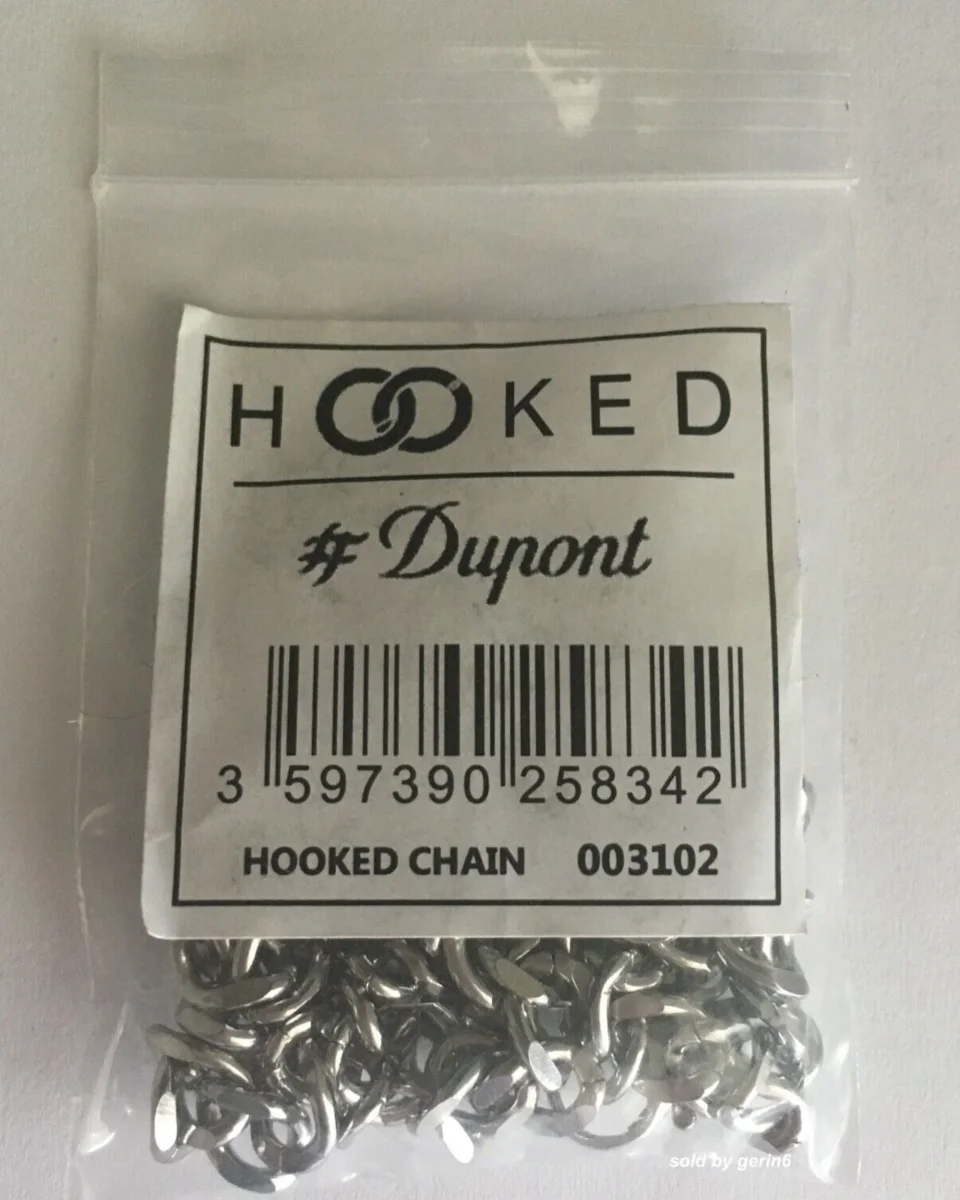 HOOKED
Dupont
3 597390 258342
HOOKED CHAIN 003102
sold by gerin6